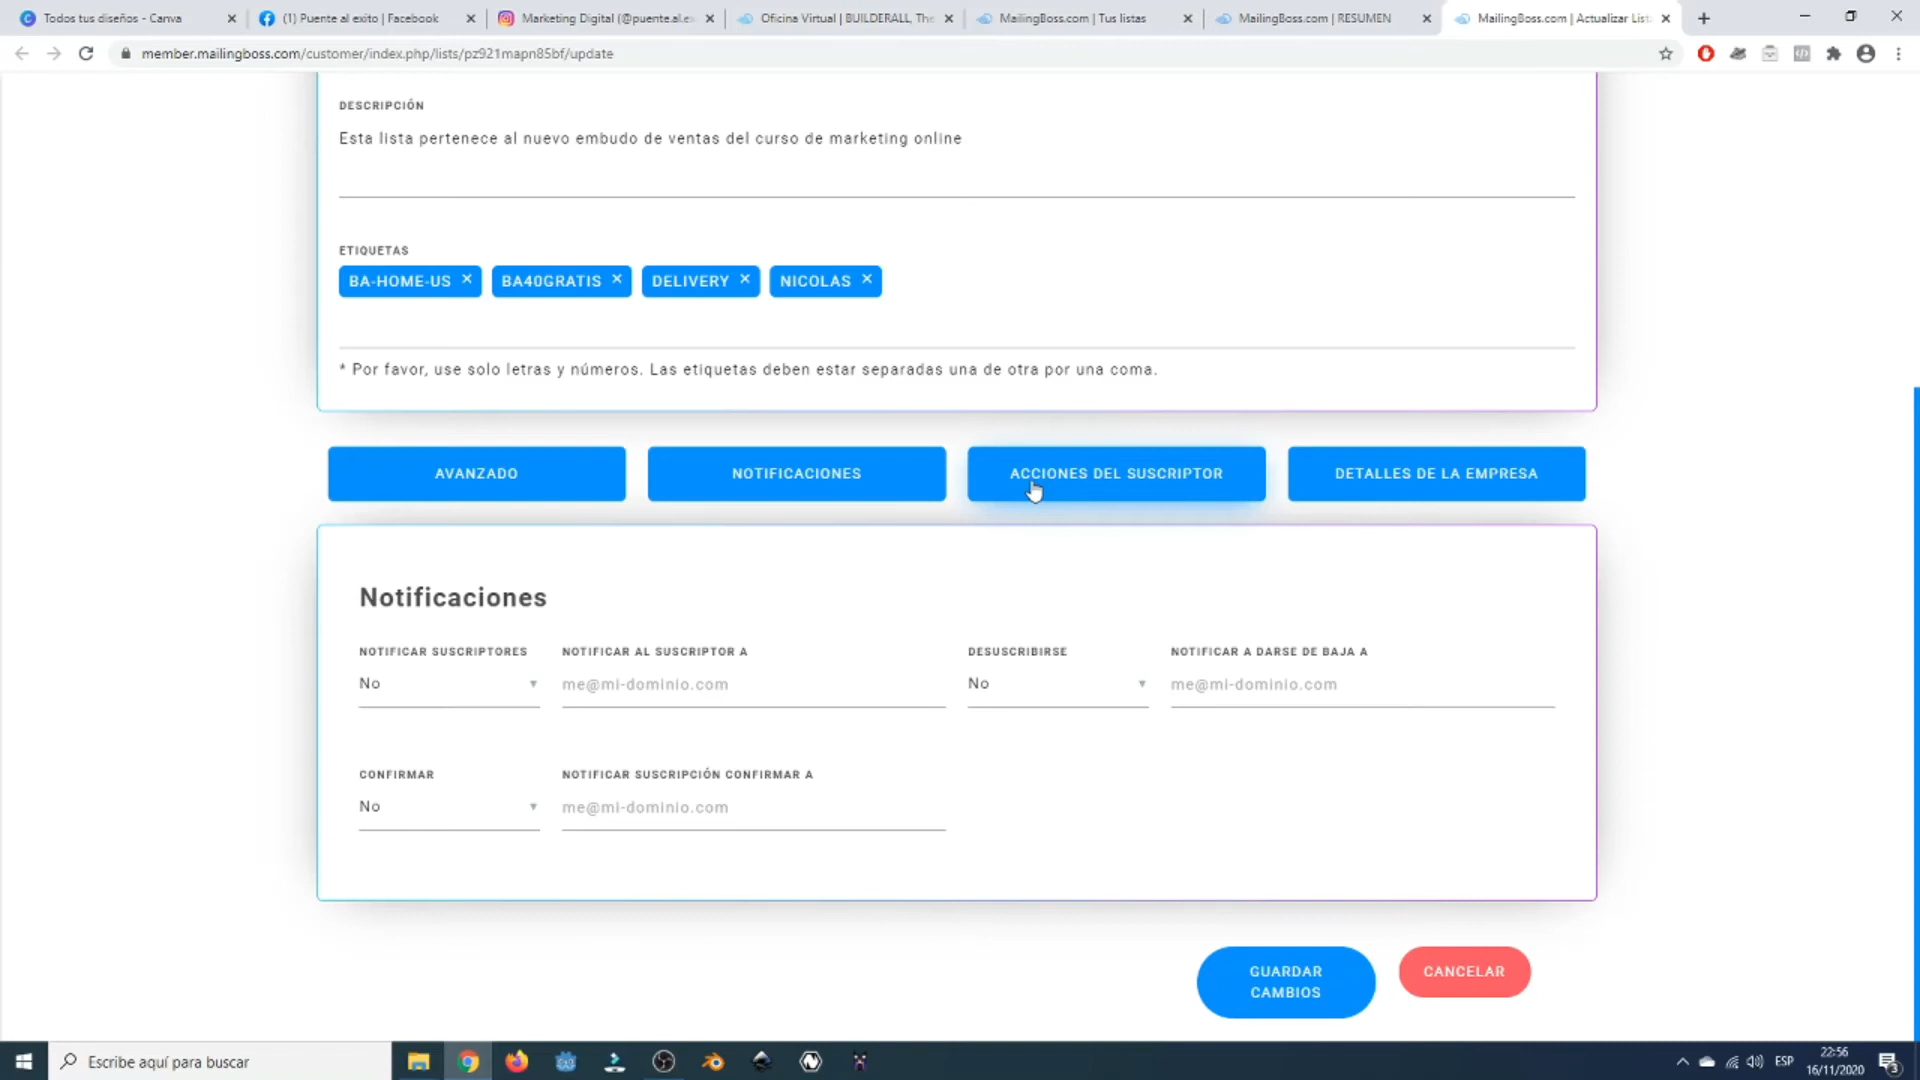 Todos tus diseños - Canva
(1) Puente al exito | Facebook
Marketing Digital (@puente.al.e
Oficina Virtual | BUILDERALL, The
MailingBoss.com | Tus listas
MailingBoss.com | RESUMEN
MailingBoss.com | Actualizar List
member.mailingboss.com/customer/index.php/lists/pz921mapn85bf/update
DESCRIPCIÓN
Esta lista pertenece al nuevo embudo de ventas del curso de marketing online
ETIQUETAS
BA-HOME-US ×
BA40GRATIS ×
DELIVERY ×
NICOLAS ×
* Por favor, use solo letras y números. Las etiquetas deben estar separadas una de otra por una coma.
AVANZADO
NOTIFICACIONES
ACCIONES DEL SUSCRIPTOR
DETALLES DE LA EMPRESA
Notificaciones
NOTIFICAR SUSCRIPTORES
NOTIFICAR AL SUSCRIPTOR A
DESUSCRIBIRSE
NOTIFICAR A DARSE DE BAJA A
No
me@mi-dominio.com
No
me@mi-dominio.com
CONFIRMAR
NOTIFICAR SUSCRIPCIÓN CONFIRMAR A
No
me@mi-dominio.com
GUARDAR
CAMBIOS
CANCELAR
Escribe aquí para buscar
ESP
22:56
16/11/2020
3